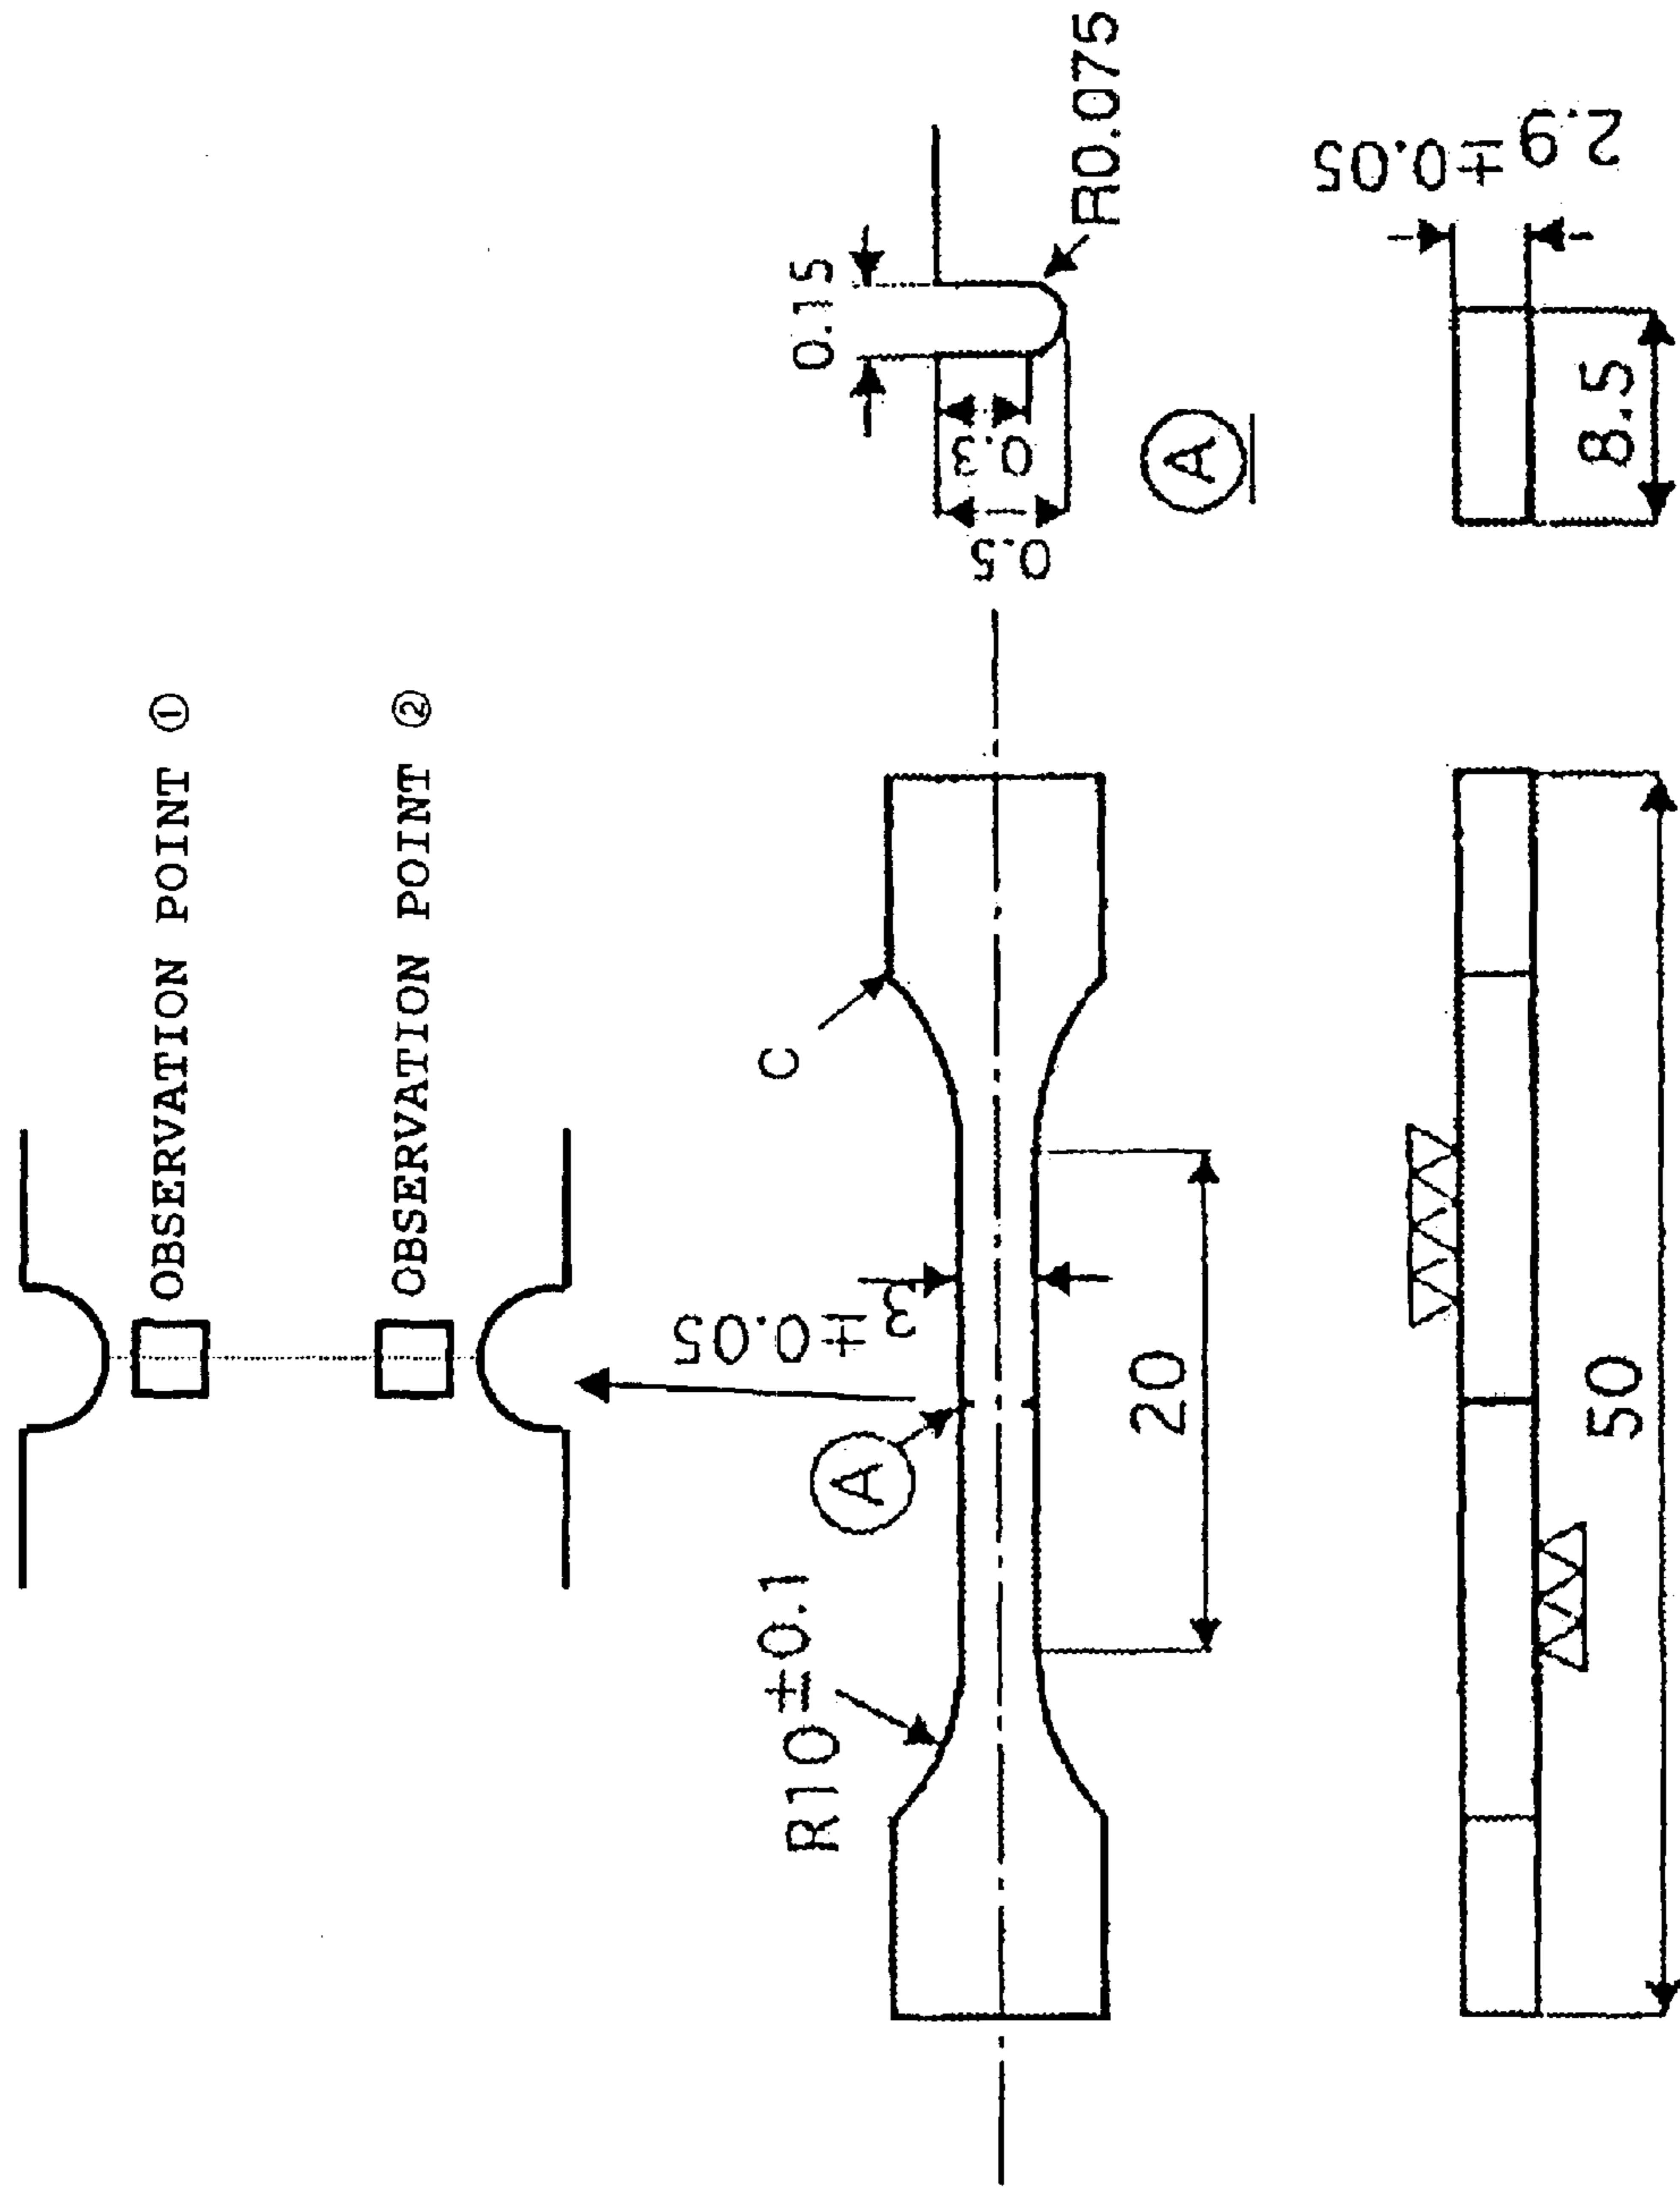 OBSERVATION POINT ①
OBSERVATION POINT ②
0.15
R0.075
0.3
0.5
A
C
3 ±0.05
A
R10±0.1
20
2.9 ±0.05
8.5
50